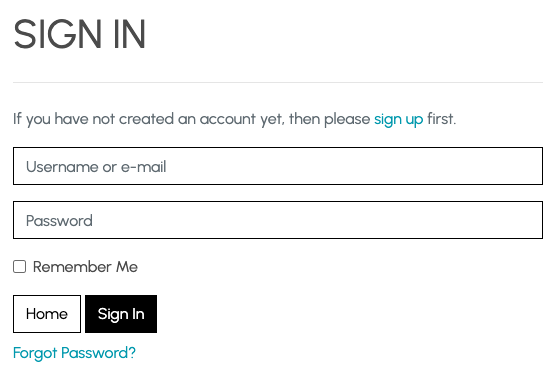 SIGN IN
If you have not created an account yet, then please sign up first.
Username or e-mail
Password
Remember Me
Home Sign In
Forgot Password?